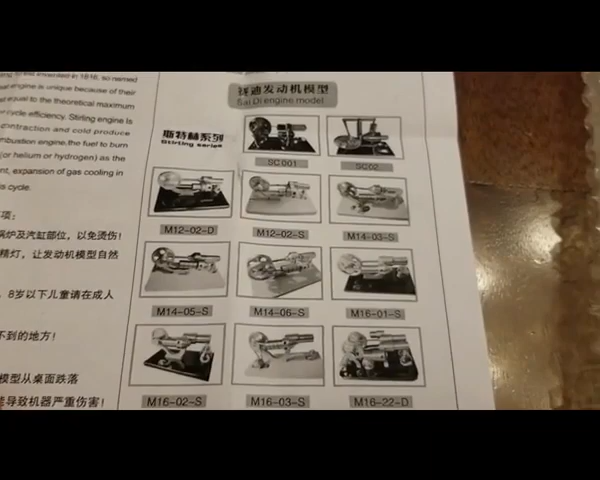 invented in 1816, so named
engine is unique because of their
equal to the theoretical maximum
cycle efficiency. Stirling engine is
contraction and cold produce
engine, the fuel to burn
(or helium or hydrogen) as the
expansion of gas cooling in
cycle.
项：
锅炉及汽缸部位，以免烫伤！
精灯，让发动机模型自然
8岁以下儿童请在成人
不到的地方！
模型从桌面跌落
能导致机器严重伤害！
赛迪发动机模型
Sai Di engine model
斯特林系列
Stirling series
SC001
SC02
M12-02-D
M12-02-S
M14-03-S
M14-05-S
M14-06-S
M16-01-S
M16-02-S
M16-03-S
M16-22-D